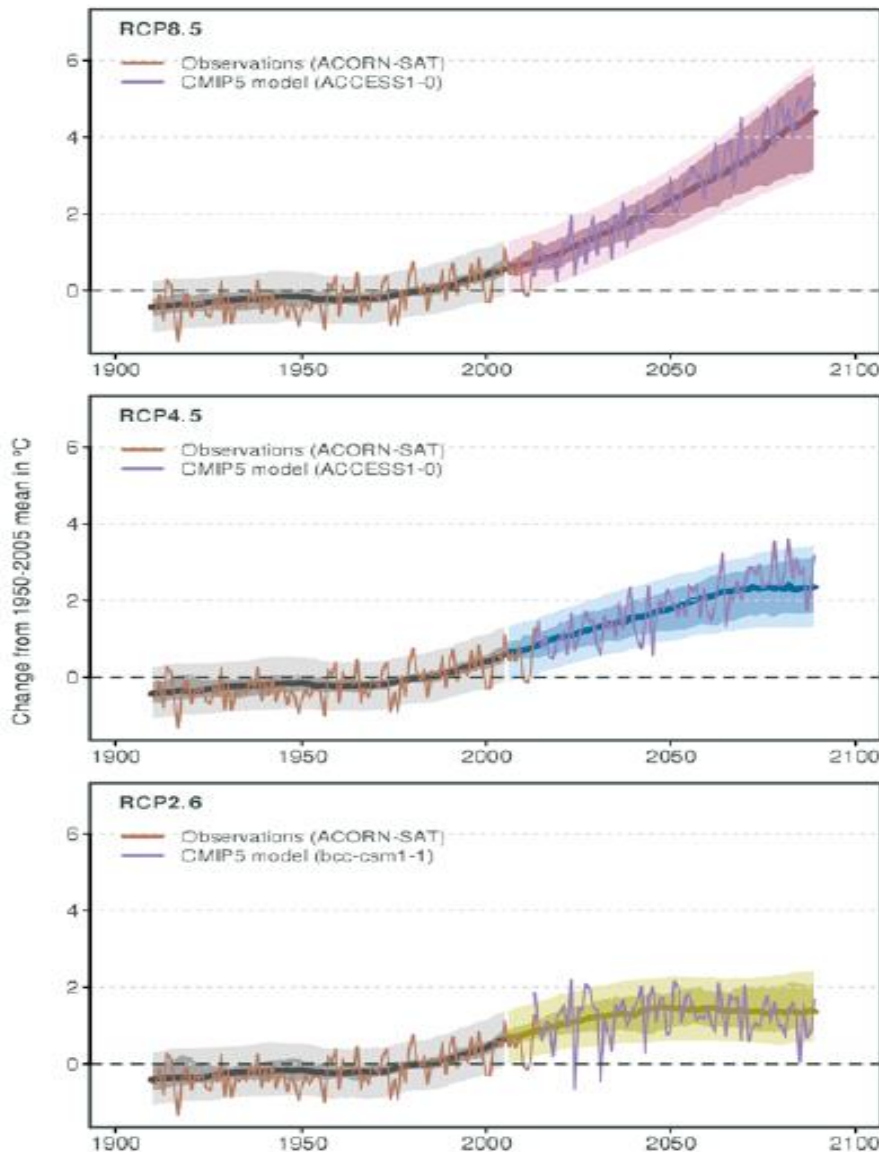 Change from 1950-2005 mean in ºC
RCP8.5
Observations (ACORN-SAT)
CMIP5 model (ACCESS1-0)
6
4
2
0
1900 1950 2000 2050 2100
RCP4.5
Observations (ACORN-SAT)
CMIP5 model (ACCESS1-0)
6
4
2
0
1900 1950 2000 2050 2100
RCP2.6
Observations (ACORN-SAT)
CMIP5 model (bcc-csm1-1)
6
4
2
0
1900 1950 2000 2050 2100